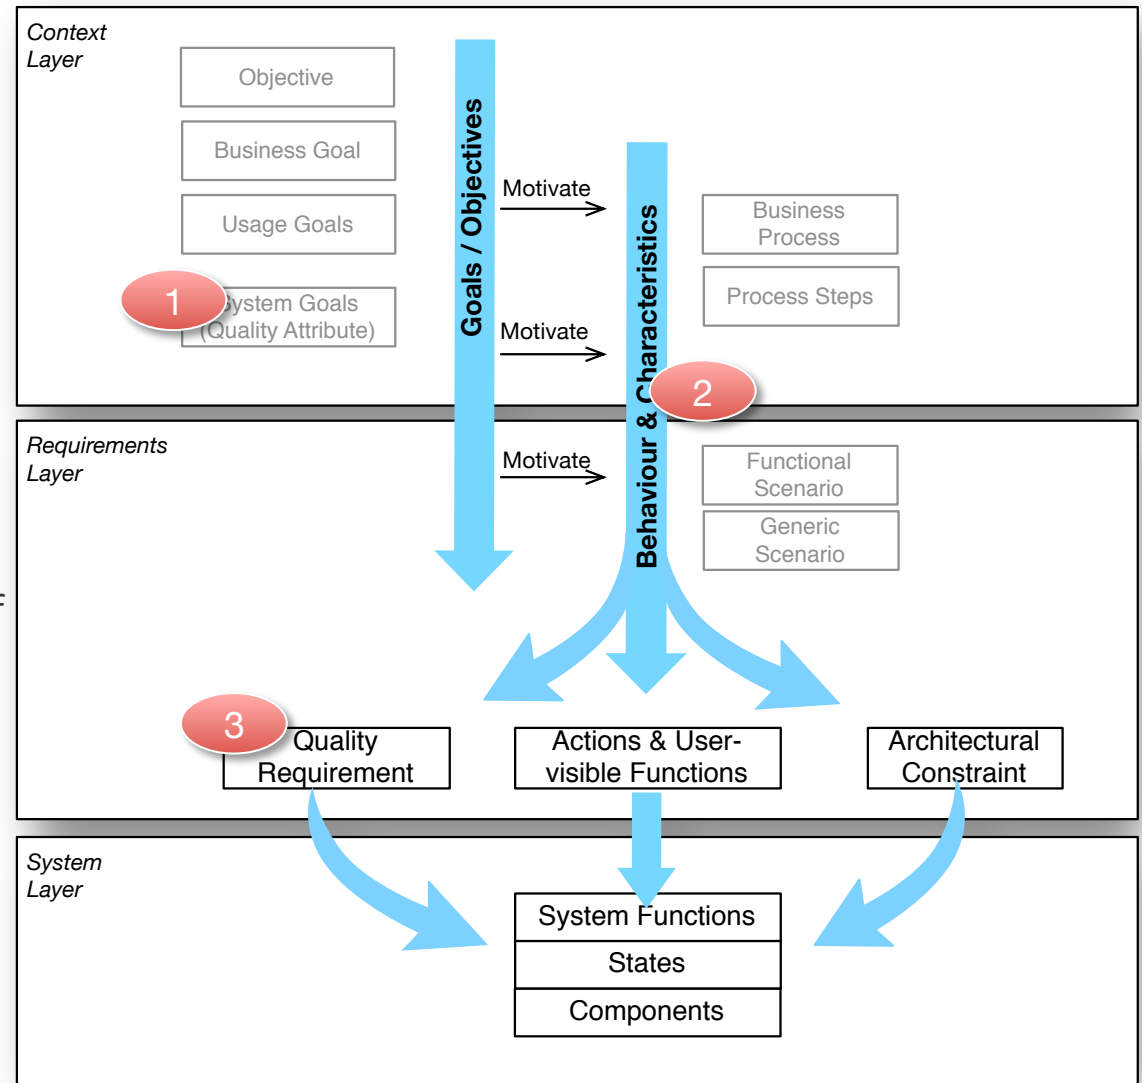 Context
Layer
Objective
Business Goal
Usage Goals
1
System Goals
(Quality Attribute)
Goals / Objectives
Motivate
Motivate
Behaviour & Characteristics
Business
Process
Process Steps
2
Requirements
Layer
Motivate
Functional
Scenario
Generic
Scenario
3
Quality
Requirement
Actions & User-
visible Functions
Architectural
Constraint
System
Layer
System Functions
States
Components